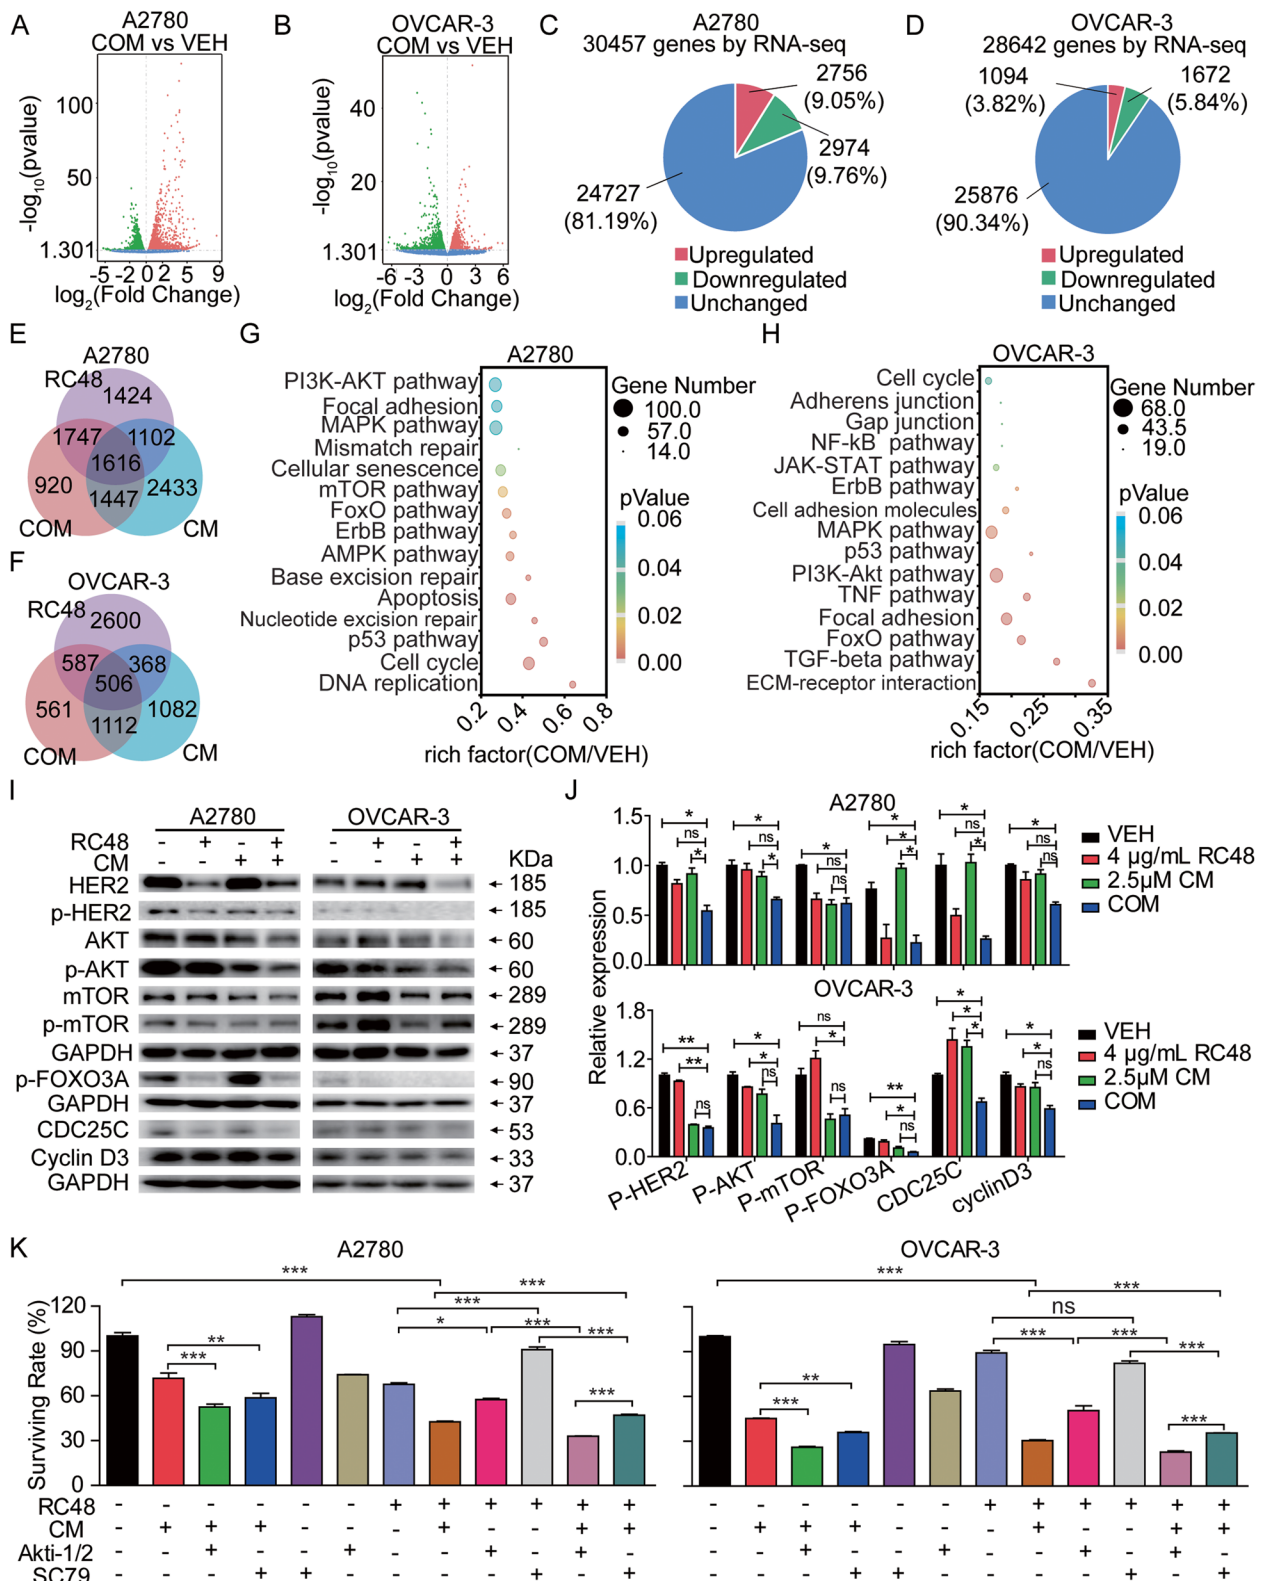 A
A2780
COM vs VEH
-log10(pvalue)
100
50
1.301
-5 -2 0 2 5 9
log2(Fold Change)
B
OVCAR-3
COM vs VEH
-log10(pvalue)
40
20
1.301
-6 -3 0 3 6
log2(Fold Change)
C
A2780
30457 genes by RNA-seq
2756
(9.05%)
2974
(9.76%)
24727
(81.19%)
Upregulated
Downregulated
Unchanged
D
OVCAR-3
28642 genes by RNA-seq
1094
(3.82%)
1672
(5.84%)
25876
(90.34%)
Upregulated
Downregulated
Unchanged
E
A2780
RC48
1424
1747 1102
1616
920 1447 2433
COM CM
F
OVCAR-3
RC48
2600
587 368
506
561 1112 1082
COM CM
G
A2780
PI3K-AKT pathway
Focal adhesion
MAPK pathway
Mismatch repair
Cellular senescence
mTOR pathway
FoxO pathway
ErbB pathway
AMPK pathway
Base excision repair
Apoptosis
Nucleotide excision repair
p53 pathway
Cell cycle
DNA replication
0.2 0.4 0.6 0.8
rich factor(COM/VEH)
Gene Number
100.0
57.0
14.0
pValue
0.06
0.04
0.02
0.00
H
OVCAR-3
Cell cycle
Adherens junction
Gap junction
NF-kB pathway
JAK-STAT pathway
ErbB pathway
Cell adhesion molecules
MAPK pathway
p53 pathway
PI3K-Akt pathway
TNF pathway
Focal adhesion
FoxO pathway
TGF-beta pathway
ECM-receptor interaction
0.15 0.25 0.35
rich factor(COM/VEH)
Gene Number
68.0
43.5
19.0
pValue
0.06
0.04
0.02
0.00
I
A2780 OVCAR-3
RC48 - + - + - + - +
CM - - + + - - + + KDa
HER2 185
p-HER2 185
AKT 60
p-AKT 60
mTOR 289
p-mTOR 289
GAPDH 37
p-FOXO3A 90
GAPDH 37
CDC25C 53
Cyclin D3 33
GAPDH 37
J
A2780
Relative expression
1.5
1.0
0.5
0.0
* ns * * ns * * ns ns * * * * ns * * ns ns
VEH
4 μg/mL RC48
2.5μM CM
COM
OVCAR-3
1.8
1.2
0.6
0.0
** ** ns * * ns ns * ns ** * ns * * * * * ns
VEH
4 μg/mL RC48
2.5μM CM
COM
P-HER2 P-AKT P-mTOR P-FOXO3A CDC25C cyclinD3
K
A2780
Surviving Rate (%)
120
90
60
30
0
*** *** *** * *** *** ** *** ***
OVCAR-3
*** *** ns *** *** *** ** *** ***
RC48 - - - - - - + + + + + + - - - - - - + + + + + +
CM - + + + - - - + - - + + - + + + - - - + - - + +
Akti-1/2 - - + - - + - - + - + - - - + - - + - - + - + -
SC79 - - - + + - - - - + - + - - - + + - - - - + - +